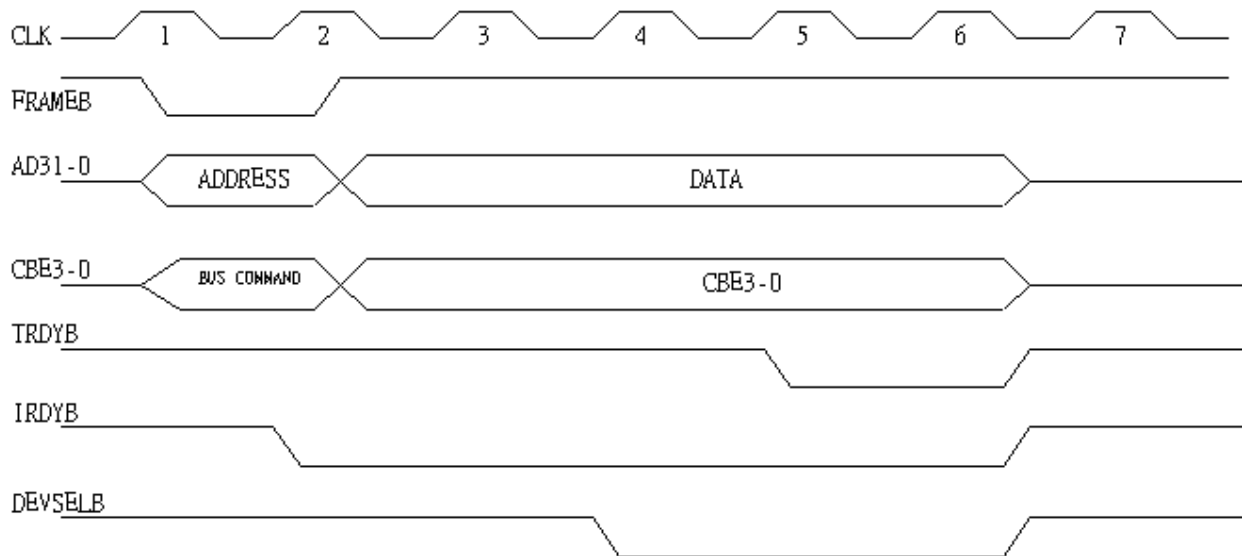 CLK 1 2 3 4 5 6 7
FRAMEB
AD31-0 ADDRESS DATA
CBE3-0 BUS COMMAND CBE3-0
TRDYB
IRDYB
DEVSELB